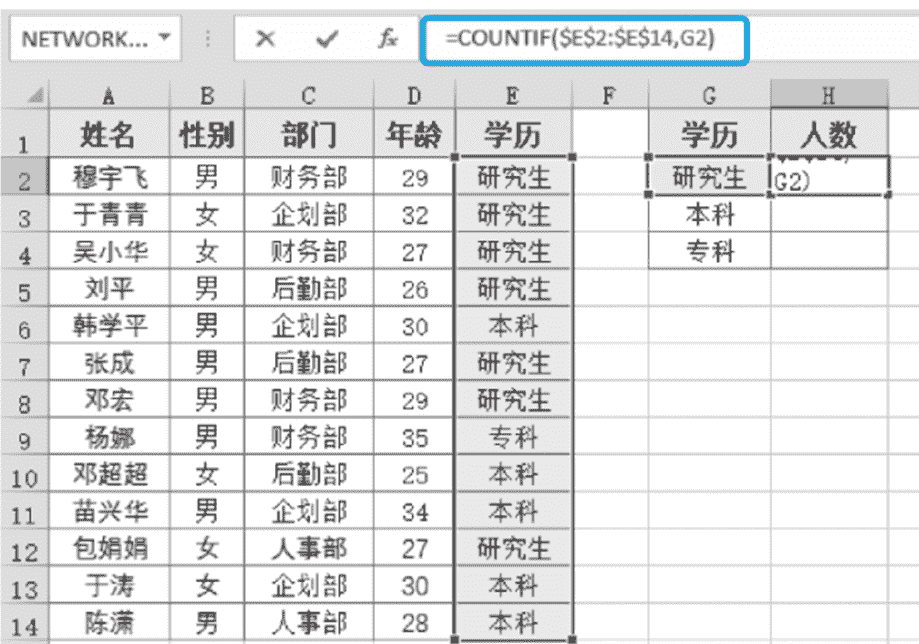 NETWORK... fx =COUNTIF($E$2:$E$14,G2)
A B C D E F G H
1 姓名 性别 部门 年龄 学历 学历 人数
2 穆宇飞 男 财务部 29 研究生 研究生 G2)
3 于青青 女 企划部 32 研究生 本科
4 吴小华 女 财务部 27 研究生 专科
5 刘平 男 后勤部 26 研究生
6 韩学平 男 企划部 30 本科
7 张成 男 后勤部 27 研究生
8 邓宏 男 财务部 29 研究生
9 杨娜 男 财务部 35 专科
10 邓超超 女 后勤部 25 本科
11 苗兴华 男 企划部 34 本科
12 包娟娟 女 人事部 27 研究生
13 于涛 女 企划部 30 本科
14 陈潇 男 人事部 28 本科